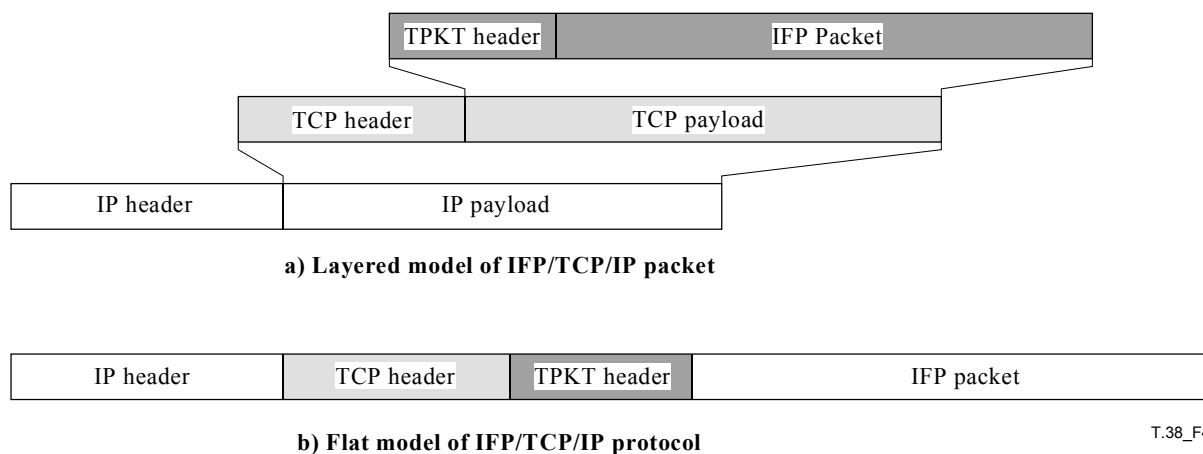 TPKT header IFP Packet
TCP header TCP payload
IP header IP payload
a) Layered model of IFP/TCP/IP packet
IP header TCP header TPKT header IFP packet
b) Flat model of IFP/TCP/IP protocol
T.38_F4